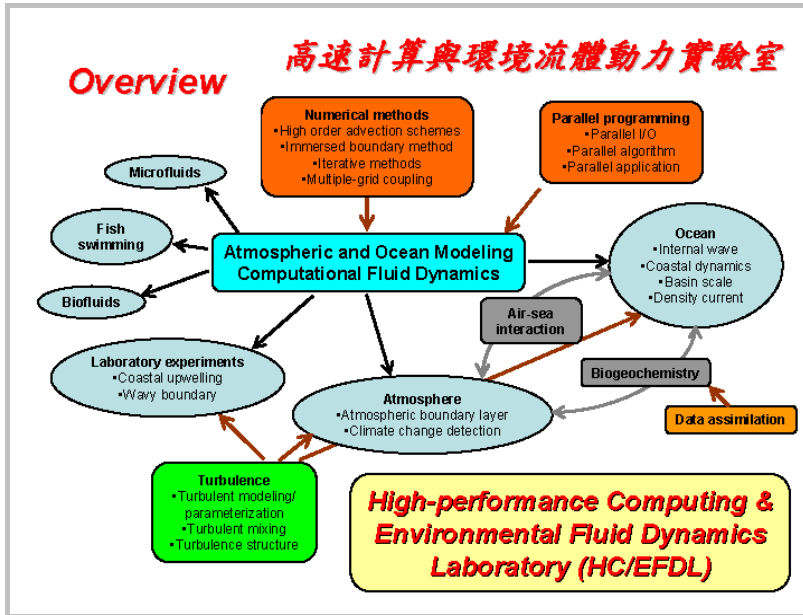 Overview
高速計算與環境流體動力實驗室
Numerical methods
•High order advection schemes
•Immersed boundary method
•Iterative methods
•Multiple-grid coupling
Parallel programming
•Parallel I/O
•Parallel algorithm
•Parallel application
Microfluids
Fish
swimming
Biofluids
Atmospheric and Ocean Modeling
Computational Fluid Dynamics
Ocean
•Internal wave
•Coastal dynamics
•Basin scale
•Density current
Air-sea
interaction
Biogeochemistry
Data assimilation
Laboratory experiments
•Coastal upwelling
•Wavy boundary
Atmosphere
•Atmospheric boundary layer
•Climate change detection
Turbulence
•Turbulent modeling/
parameterization
•Turbulent mixing
•Turbulence structure
High-performance Computing &
Environmental Fluid Dynamics
Laboratory (HC/EFDL)